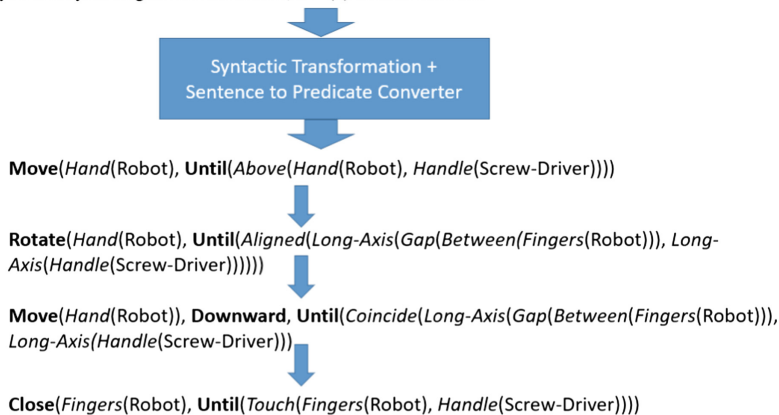 Syntactic Transformation +
Sentence to Predicate Converter
Move(Hand(Robot), Until(Above(Hand(Robot), Handle(Screw-Driver))))
Rotate(Hand(Robot), Until(Aligned(Long-Axis(Gap(Between(Fingers(Robot))), Long-
Axis(Handle(Screw-Driver))))))
Move(Hand(Robot)), Downward, Until(Coincide(Long-Axis(Gap(Between(Fingers(Robot))),
Long-Axis(Handle(Screw-Driver)))
Close(Fingers(Robot), Until(Touch(Fingers(Robot), Handle(Screw-Driver))))